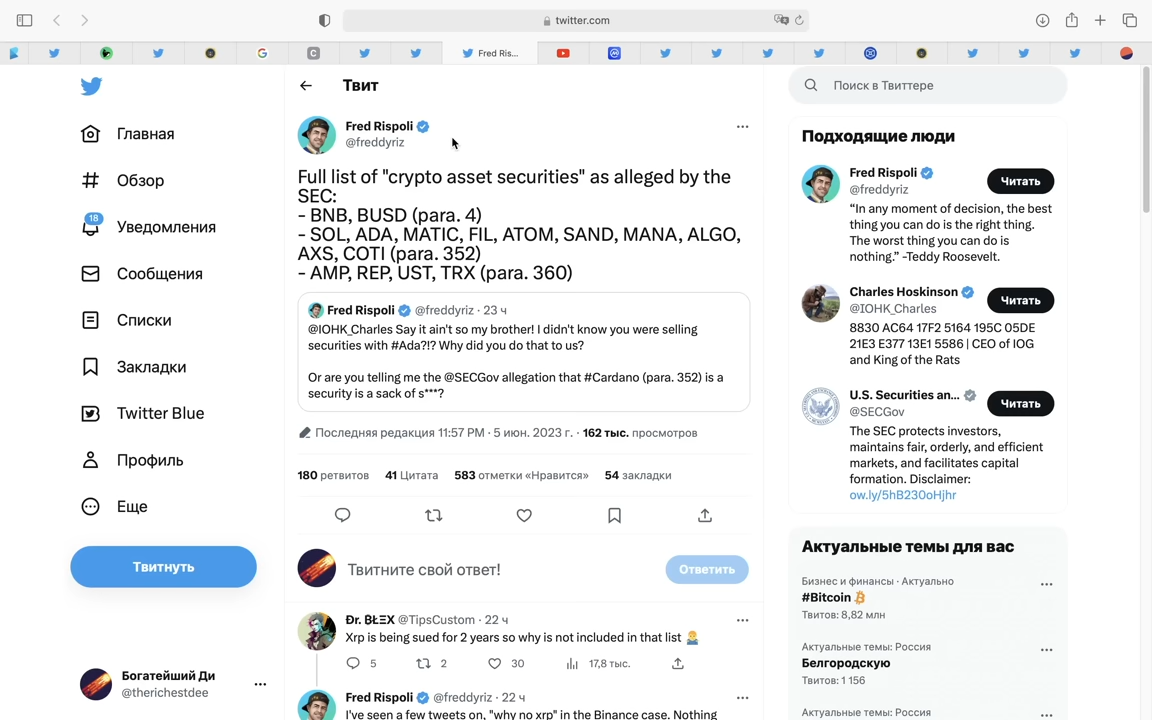 twitter.com
Fred Ris...
Твит
Главная
Обзор
18
Уведомления
Сообщения
Списки
Закладки
Twitter Blue
Профиль
Еще
Твитнуть
Богатейший Ди
@therichestdee
Fred Rispoli
@freddyriz
Full list of "crypto asset securities" as alleged by the
SEC:
- BNB, BUSD (para. 4)
- SOL, ADA, MATIC, FIL, ATOM, SAND, MANA, ALGO,
AXS, COTI (para. 352)
- AMP, REP, UST, TRX (para. 360)
Fred Rispoli @freddyriz · 23 ч
@IOHK_Charles Say it ain't so my brother! I didn't know you were selling
securities with #Ada?!? Why did you do that to us?
Or are you telling me the @SECGov allegation that #Cardano (para. 352) is a
security is a sack of s***?
Последняя редакция 11:57 PM · 5 июн. 2023 г. · 162 тыс. просмотров
180 ретвитов 41 Цитата 583 отметки «Нравится» 54 закладки
Твитните свой ответ!
Ответить
Đr. ₿ŁΞX @TipsCustom · 22 ч
Xrp is being sued for 2 years so why is not included in that list
5 2 30 17,8 тыс.
Fred Rispoli @freddyriz · 22 ч
I've seen a few tweets on, "why no xrp" in the Binance case. Nothing
Поиск в Твиттере
Подходящие люди
Fred Rispoli
@freddyriz
Читать
“In any moment of decision, the best
thing you can do is the right thing.
The worst thing you can do is
nothing.” -Teddy Roosevelt.
Charles Hoskinson
@IOHK_Charles
Читать
8830 AC64 17F2 5164 195C 05DE
21E3 E377 13E1 5586 | CEO of IOG
and King of the Rats
U.S. Securities an...
@SECGov
Читать
The SEC protects investors,
maintains fair, orderly, and efficient
markets, and facilitates capital
formation. Disclaimer:
ow.ly/5hB230oHjhr
Актуальные темы для вас
Бизнес и финансы · Актуально
#Bitcoin
Твитов: 8,82 млн
Актуальные темы: Россия
Белгородскую
Твитов: 1 156
Актуальные темы: Россия